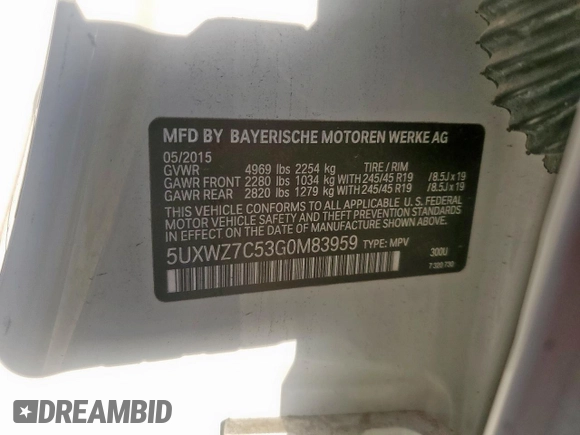 MFD BY BAYERISCHE MOTOREN WERKE AG
05/2015
GVWR 4969 lbs 2254 kg TIRE / RIM
GAWR FRONT 2280 lbs 1034 kg WITH 245/45 R19 /8.5J x 19
GAWR REAR 2820 lbs 1279 kg WITH 245/45 R19 /8.5J x 19
THIS VEHICLE CONFORMS TO ALL APPLICABLE U. S. FEDERAL
MOTOR VEHICLE SAFETY STANDARDS IN EFFECT ON THE
DATE OF MANUFACTURE SHOWN ABOVE.
5UXWZ7C53G0M83959 TYPE: MPV 300U
7 320 730
DREAMBID